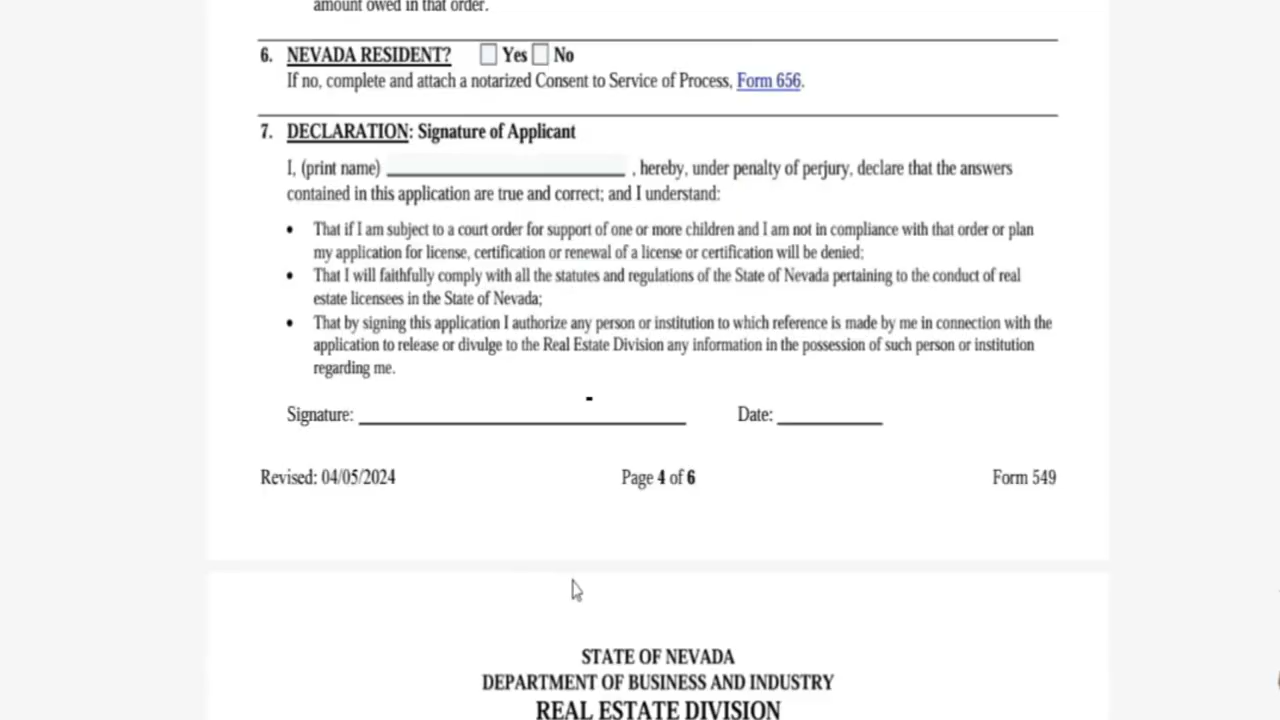 amount owed in that order.
6. NEVADA RESIDENT? Yes No
If no, complete and attach a notarized Consent to Service of Process, Form 656.
7. DECLARATION: Signature of Applicant
I, (print name) , hereby, under penalty of perjury, declare that the answers
contained in this application are true and correct; and I understand:
• That if I am subject to a court order for support of one or more children and I am not in compliance with that order or plan
my application for license, certification or renewal of a license or certification will be denied;
• That I will faithfully comply with all the statutes and regulations of the State of Nevada pertaining to the conduct of real
estate licensees in the State of Nevada;
• That by signing this application I authorize any person or institution to which reference is made by me in connection with the
application to release or divulge to the Real Estate Division any information in the possession of such person or institution
regarding me.
Signature: Date:
Revised: 04/05/2024 Page 4 of 6 Form 549
STATE OF NEVADA
DEPARTMENT OF BUSINESS AND INDUSTRY
REAL ESTATE DIVISION